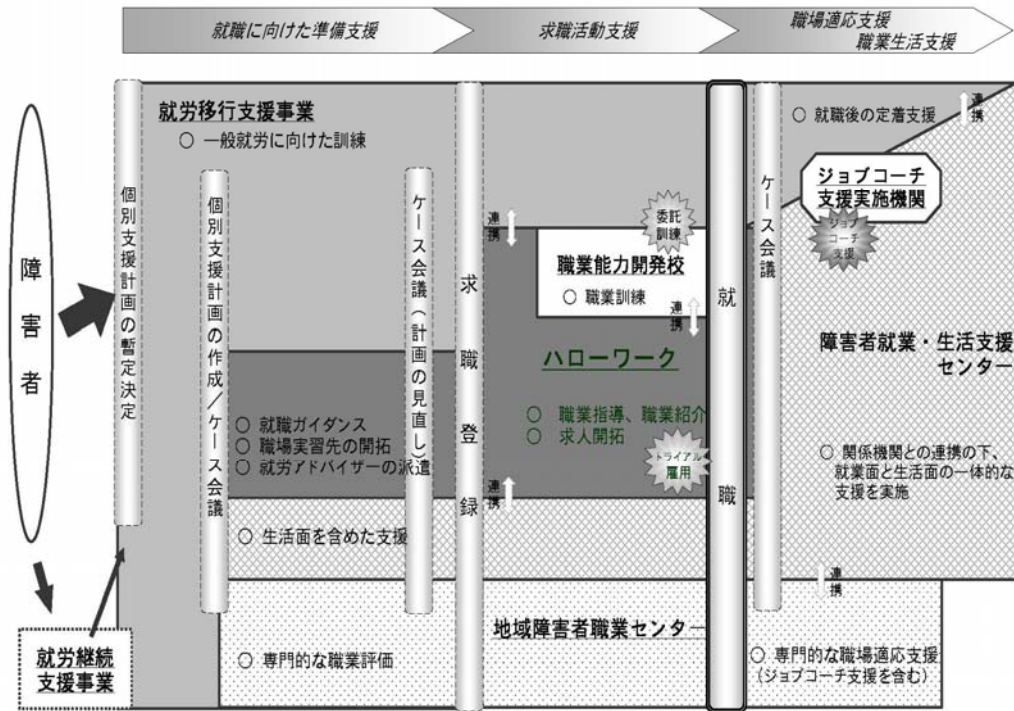 就職に向けた準備支援
求職活動支援
職場適応支援
職業生活支援
障害者
個別支援計画の暫定決定
就労移行支援事業
○ 一般就労に向けた訓練
個別支援計画の作成／ケース会議
ケース会議（計画の見直し）
求職登録
連携
委託
訓練
職業能力開発校
○ 職業訓練
連携
ハローワーク
○ 職業指導、職業紹介
○ 求人開拓
トライアル
雇用
○ 就職ガイダンス
○ 職場実習先の開拓
○ 就労アドバイザーの派遣
連携
○ 生活面を含めた支援
就職
ケース会議
○ 就職後の定着支援
連携
ジョブコーチ
支援実施機関
ジョブ
コーチ
支援
障害者就業・生活支援
センター
○ 関係機関との連携の下、
就業面と生活面の一体的な
支援を実施
連携
地域障害者職業センター
○ 専門的な職業評価
○ 専門的な職場適応支援
（ジョブコーチ支援を含む）
就労継続
支援事業